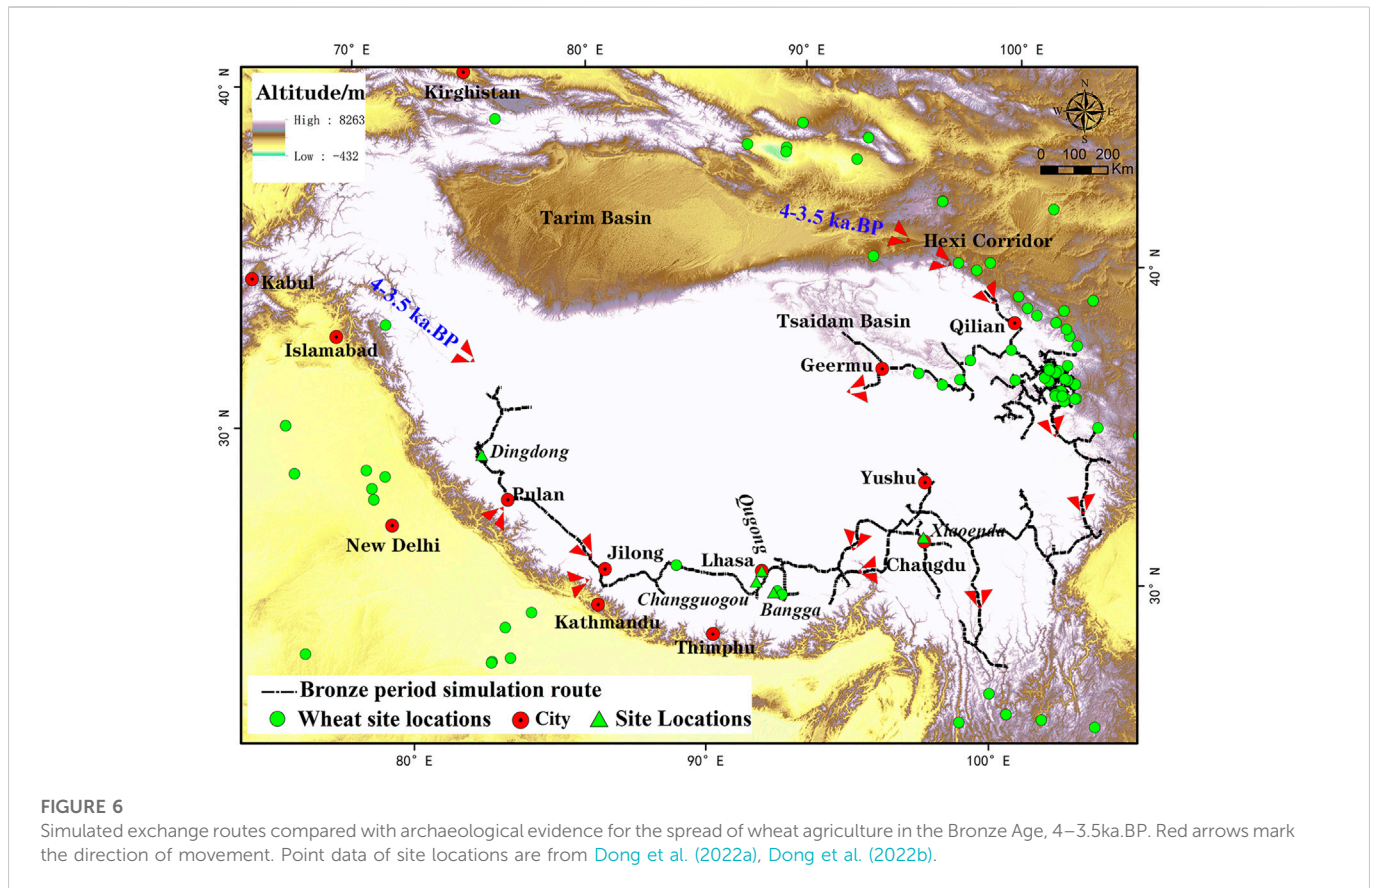 70° E
80° E
90° E
100° E
40° N
Altitude/m
High : 8263
Low : -432
Kirghistan
N
W
E
S
0 100 200
Km
Tarim Basin
4-3.5 ka.BP
Hexi Corridor
40° N
Kabul
4-3.5 ka.BP
Islamabad
Tsaidam Basin
Qilian
Geermu
30° N
Dingdong
Pulan
Yushu
New Delhi
Qugong
Xiaoenda
Jilong
Lhasa
Changdu
30° N
Changguogou
Bangga
Kathmandu
Thimphu
Bronze period simulation route
Wheat site locations
City
Site Locations
80° E
90° E
100° E
FIGURE 6
Simulated exchange routes compared with archaeological evidence for the spread of wheat agriculture in the Bronze Age, 4–3.5ka.BP. Red arrows mark
the direction of movement. Point data of site locations are from Dong et al. (2022a), Dong et al. (2022b).